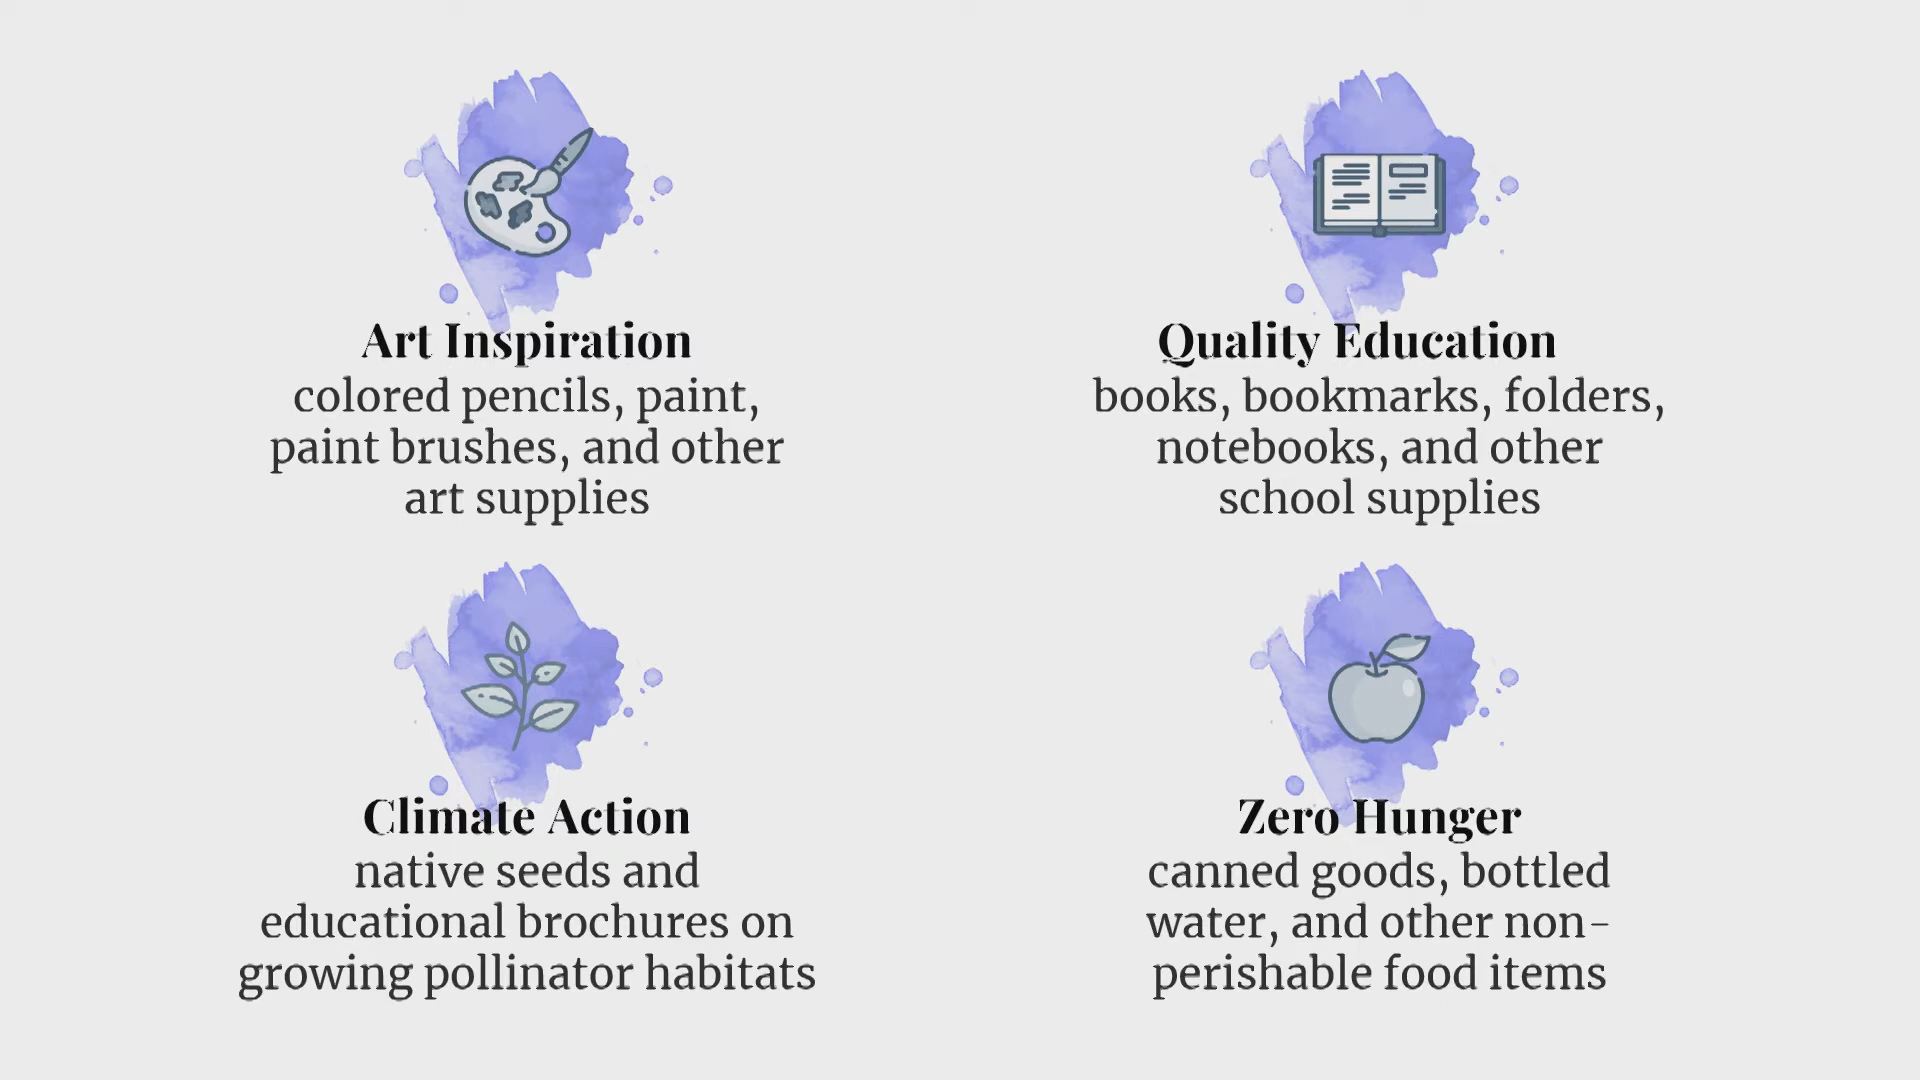 Art Inspiration
colored pencils, paint,
paint brushes, and other
art supplies
Quality Education
books, bookmarks, folders,
notebooks, and other
school supplies
Climate Action
native seeds and
educational brochures on
growing pollinator habitats
Zero Hunger
canned goods, bottled
water, and other non-
perishable food items